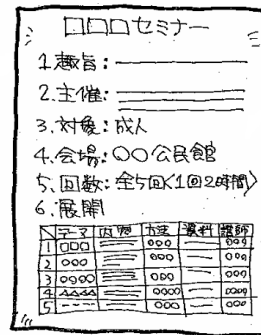 □□□セミナー
1.趣旨:
2.主催:
3.対象:成人
4.会場:○○公民館
5.回数:全5回<1回2時間>
6.展開
テーマ 内容 方法 資料 講師
1 □□□ ○○○ ○○○
2 ○○○ ○○○ ○○○
3 ○○○○ ○○○ ○○○
4 △△△△ ○○○○ ○○○
5 ○○○ ○○○